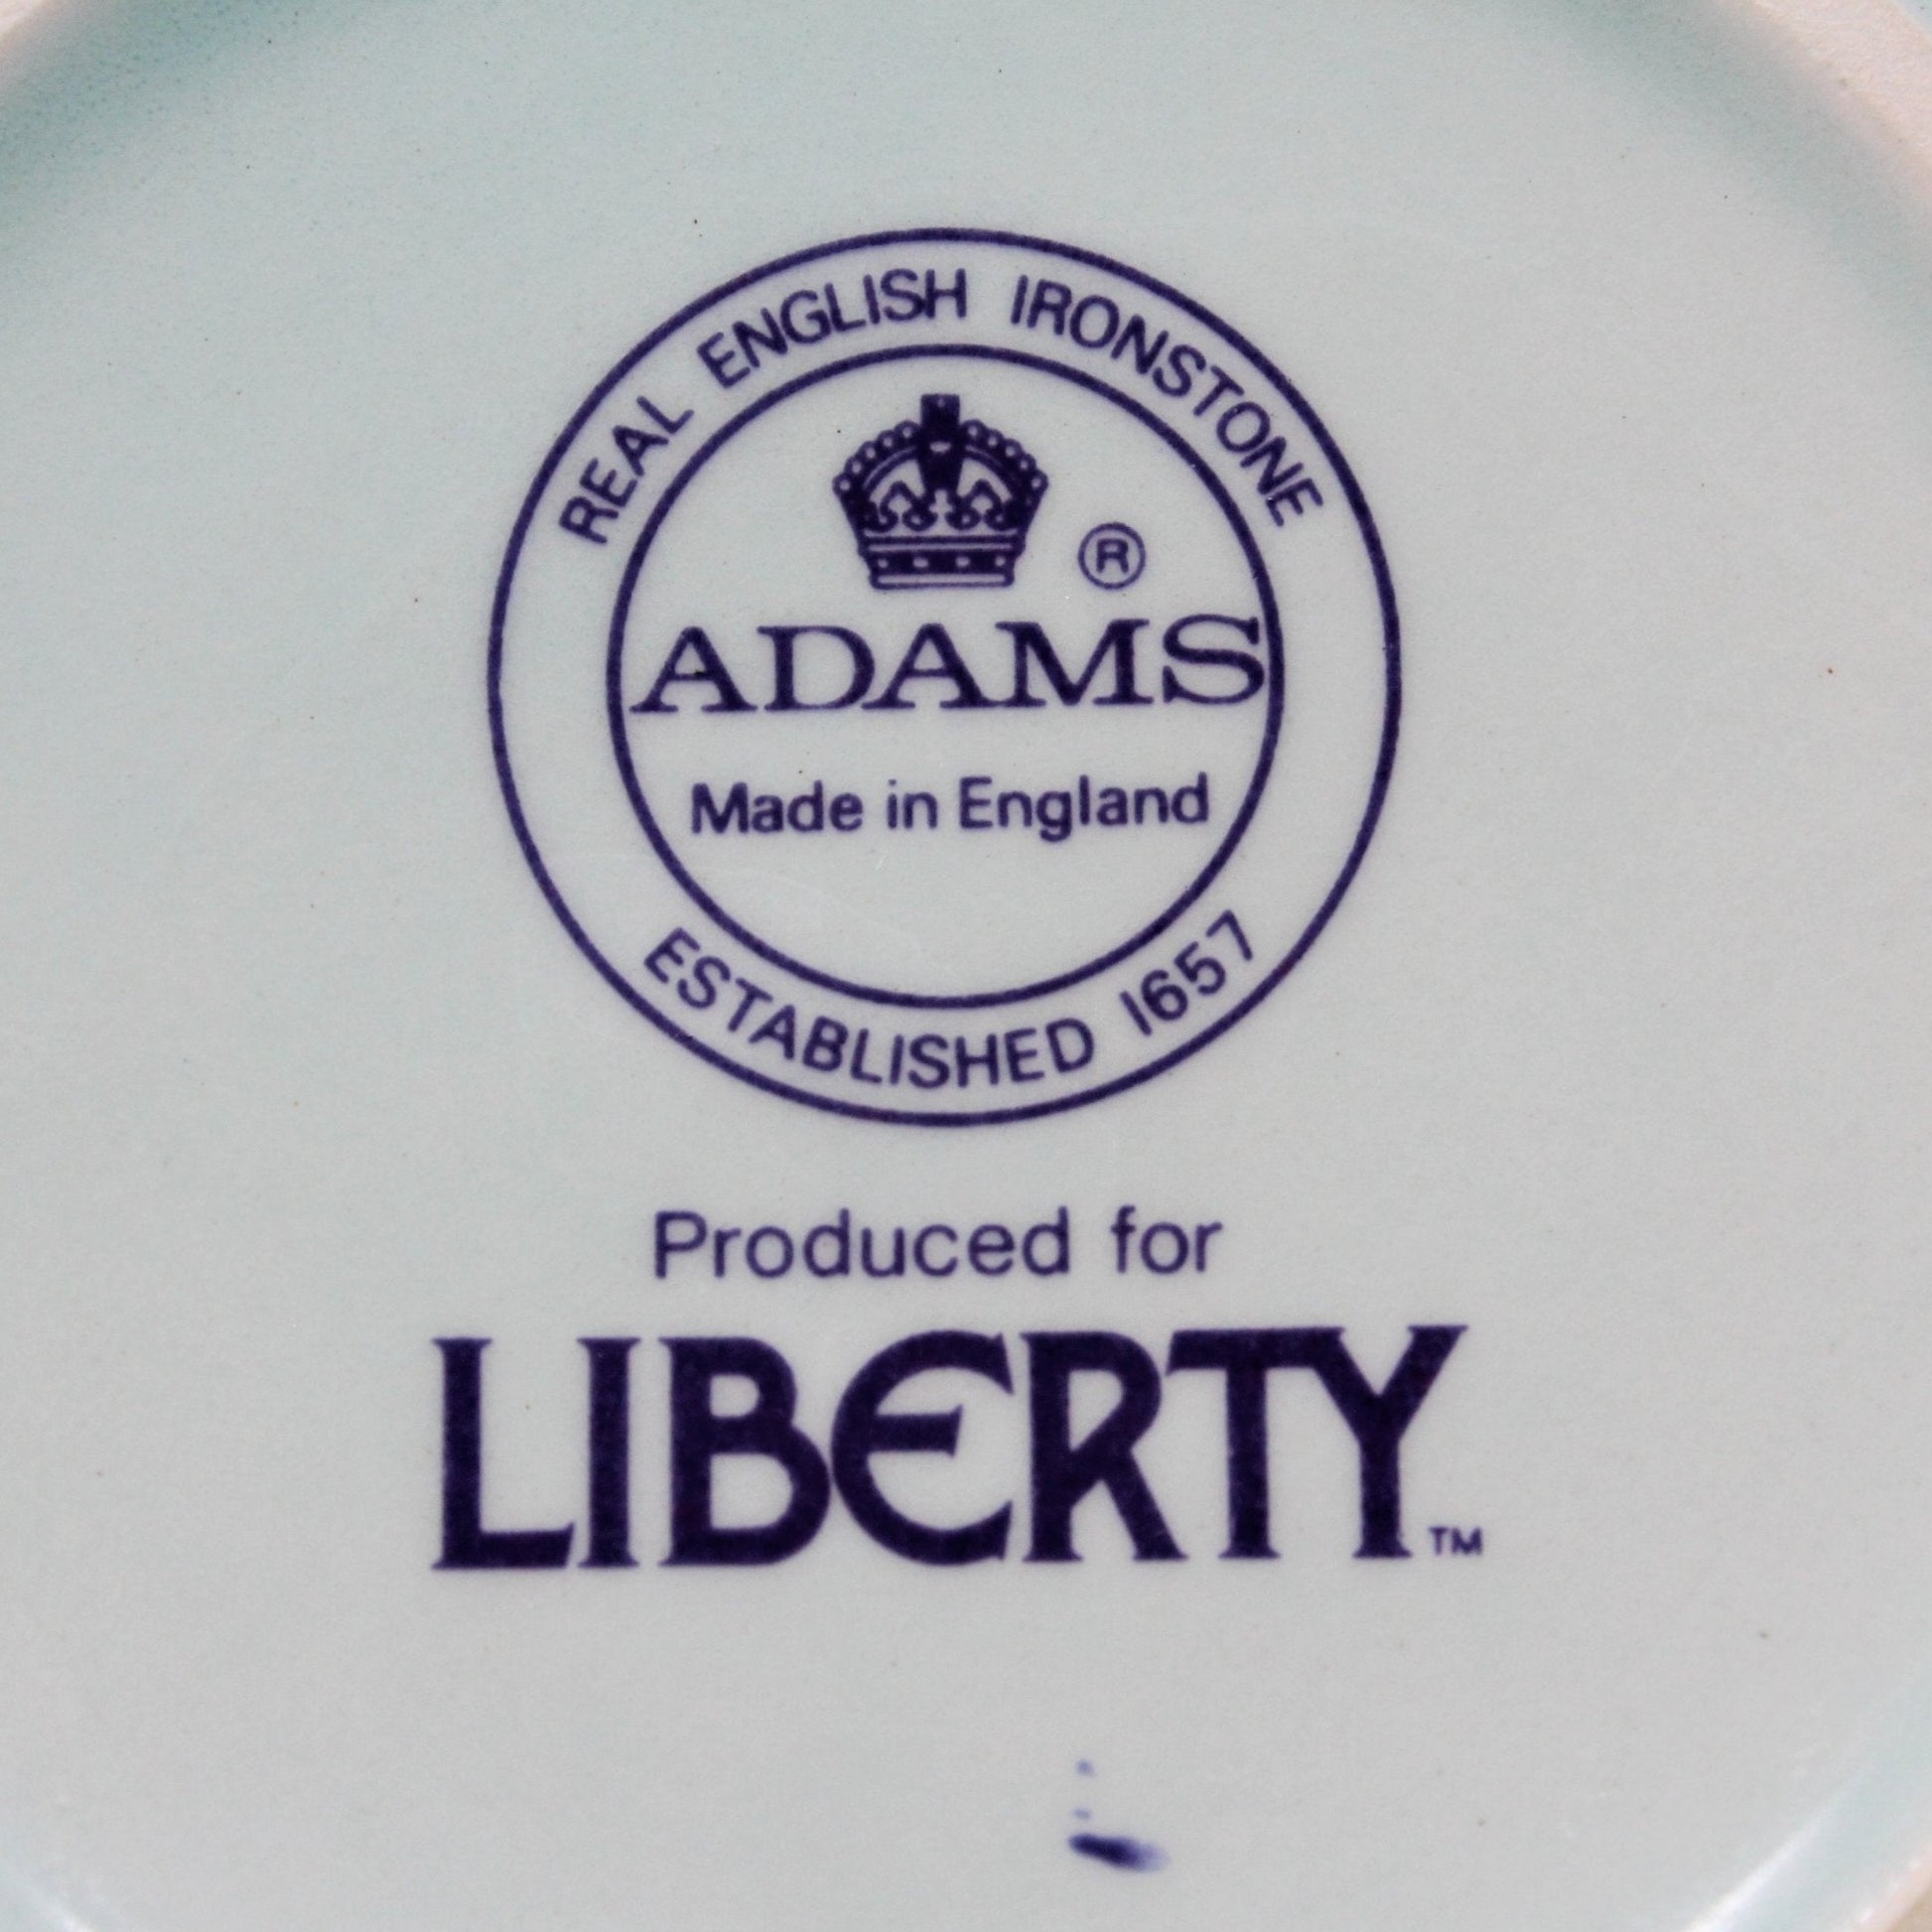 REAL ENGLISH IRONSTONE
®
ADAMS
Made in England
ESTABLISHED 1657
Produced for
LIBERTY™